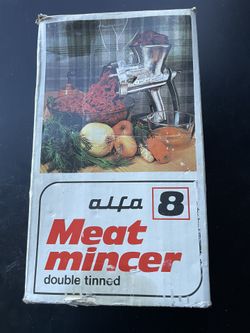 alfa 8
Meat
mincer
double tinned